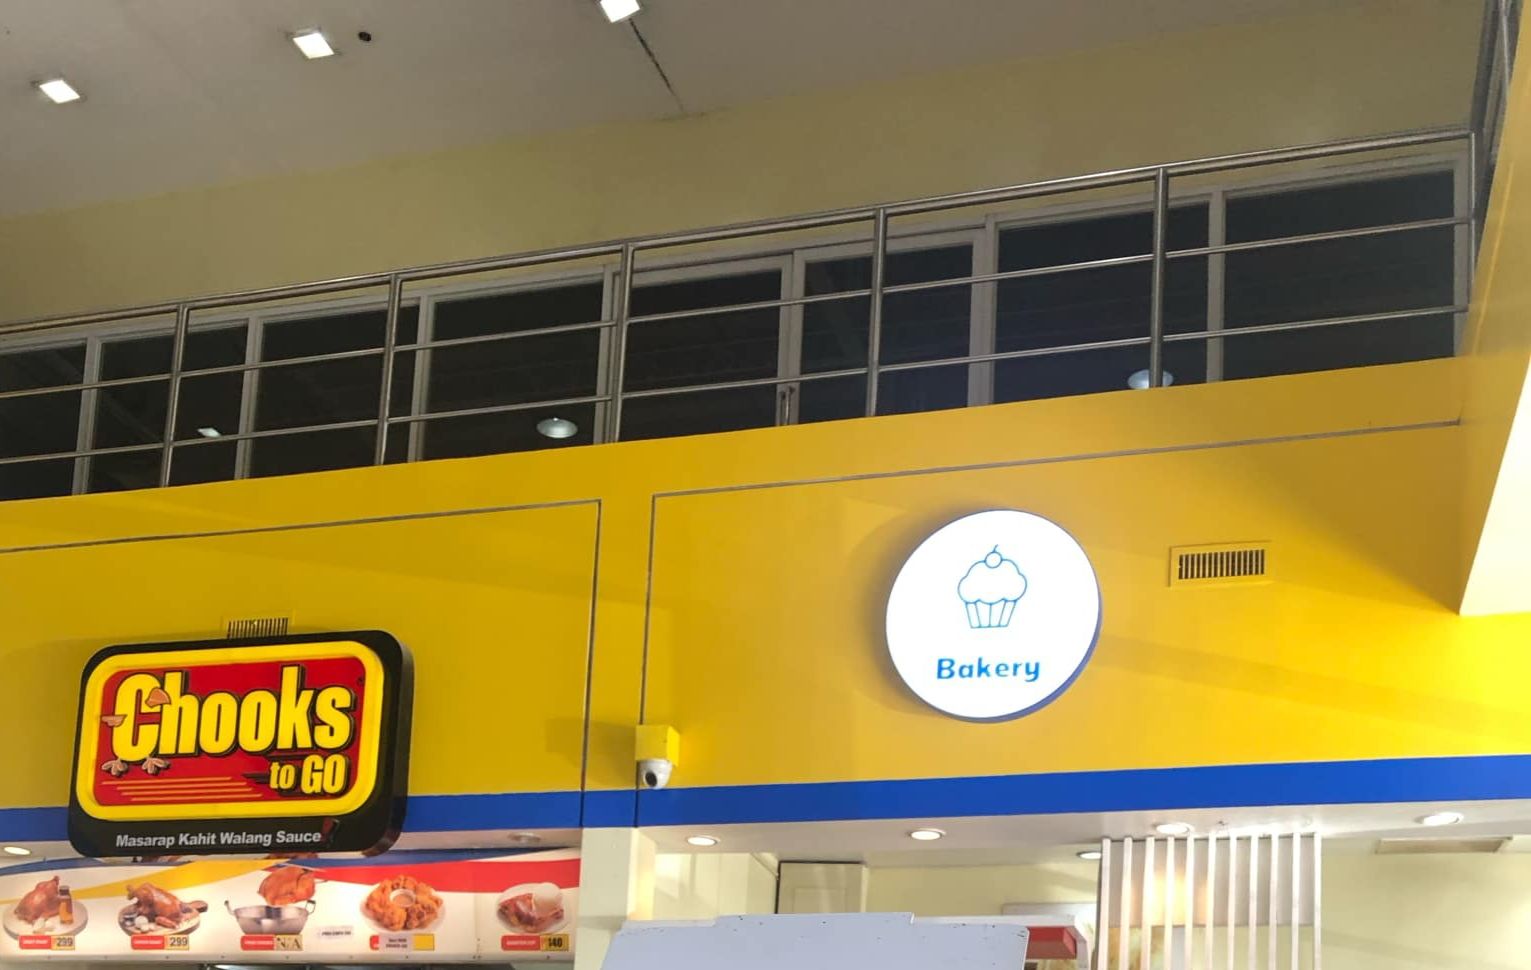 Chooks
to GO
Masarap Kahit Walang Sauce
Bakery
299
299
N/A
140